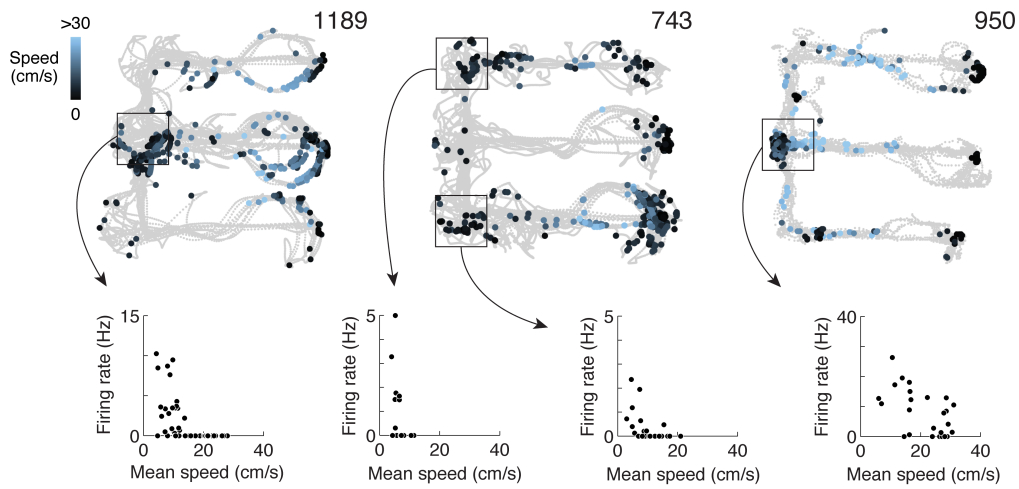 1189
743
950
>30
Speed
(cm/s)
0
15
Firing rate (Hz)
0
0
20
40
Mean speed (cm/s)
5
Firing rate (Hz)
0
0
20
40
Mean speed (cm/s)
5
Firing rate (Hz)
0
0
20
40
Mean speed (cm/s)
40
Firing rate (Hz)
0
0
20
40
Mean speed (cm/s)